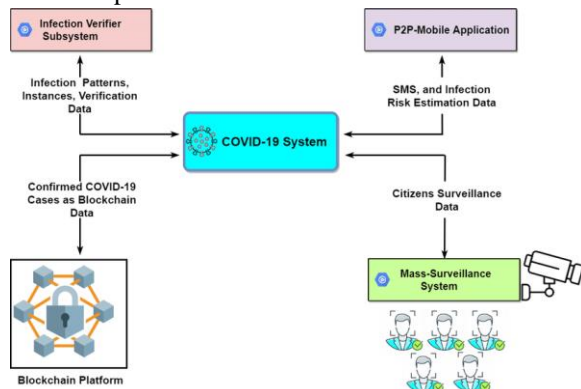 Infection Verifier
Subsystem
P2P-Mobile Application
Infection Patterns,
Instances, Verification
Data
SMS, and Infection
Risk Estimation Data
COVID-19 System
Confirmed COVID-19
Cases as Blockchain
Data
Citizens Surveillance
Data
Mass-Surveillance
System
Blockchain Platform